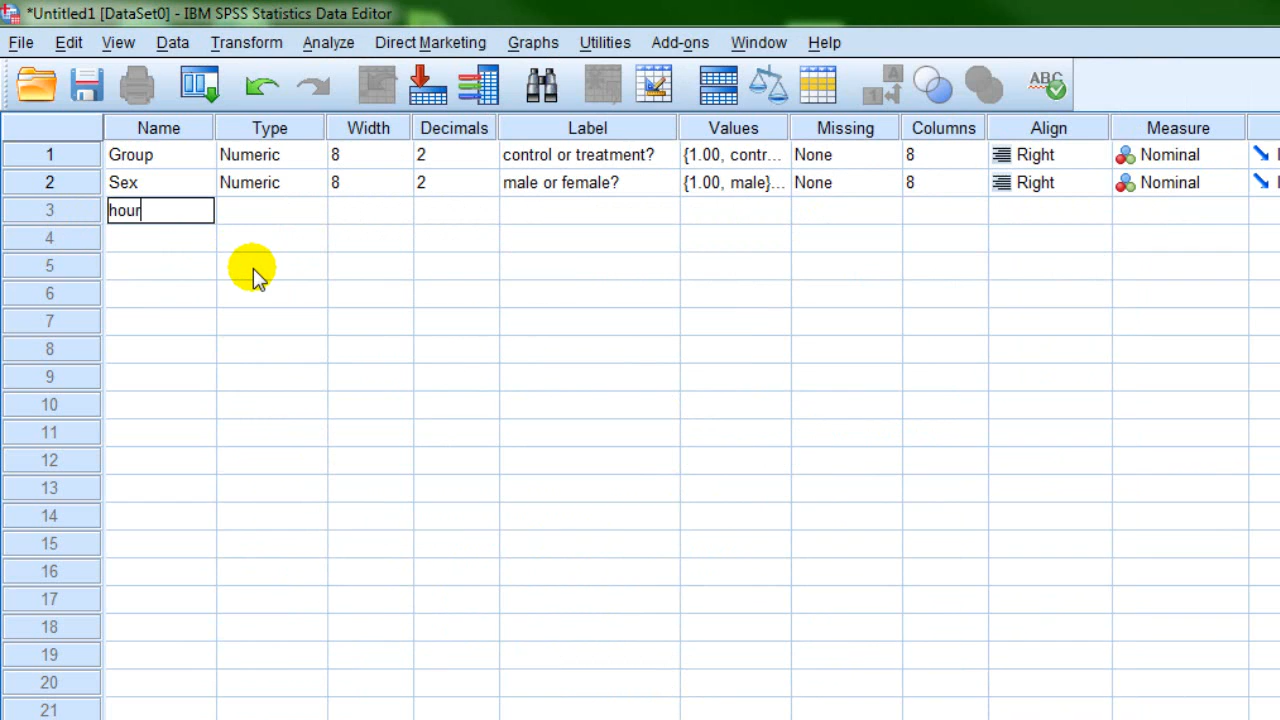 *Untitled1 [DataSet0] - IBM SPSS Statistics Data Editor
File Edit View Data Transform Analyze Direct Marketing Graphs Utilities Add-ons Window Help
A 1 ABC
Name Type Width Decimals Label Values Missing Columns Align Measure
1 Group Numeric 8 2 control or treatment? {1.00, contr... None 8 Right Nominal
2 Sex Numeric 8 2 male or female? {1.00, male}... None 8 Right Nominal
3 hour
4
5
6
7
8
9
10
11
12
13
14
15
16
17
18
19
20
21